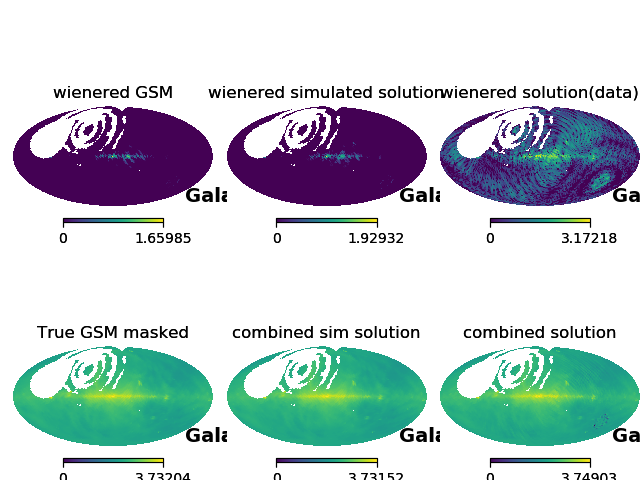 wienered GSM wienered simulated solution wienered solution(data)
Gala Gala Ga
0 1.65985 0 1.92932 0 3.17218
True GSM masked combined sim solution combined solution
Gala Gala Ga
0 3.73204 0 3.73152 0 3.74903